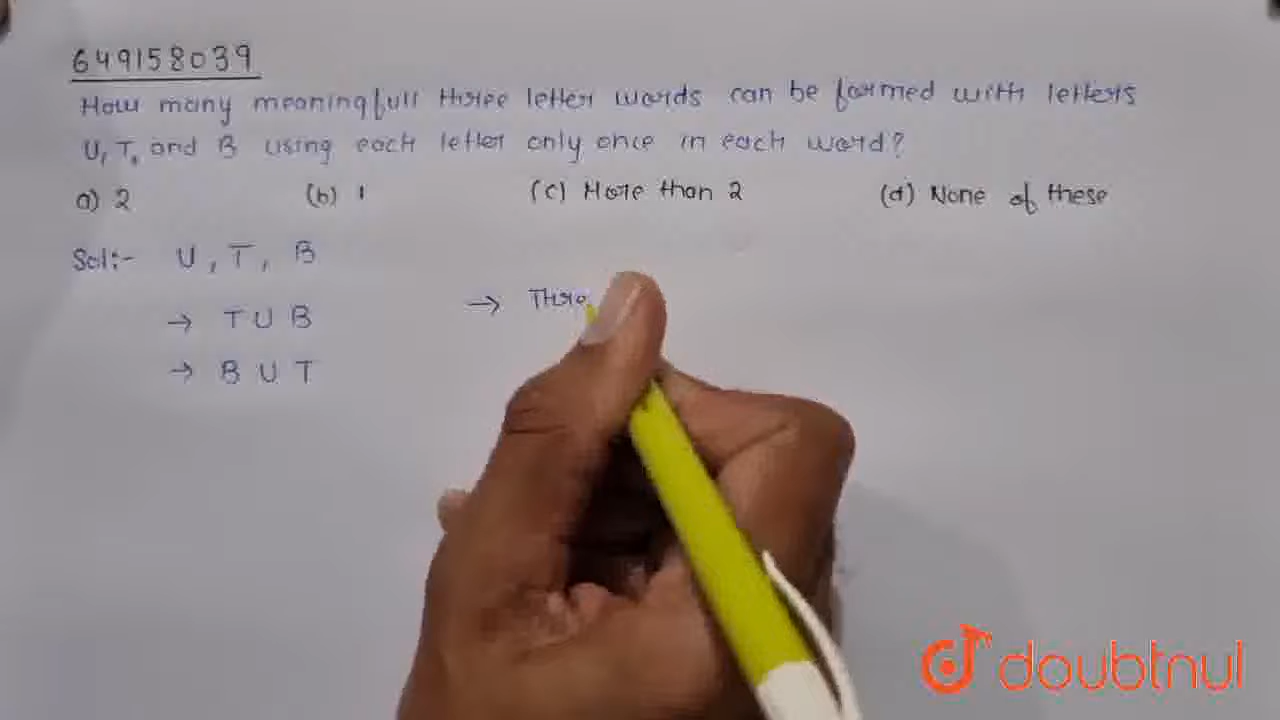 649158039
How many meaningfull three letter words can be formed with letters
U, T, and B using each letter only once in each word?
a) 2 (b) 1 (c) More than 2 (d) None of these
Sol:- U, T, B
→ TUB → Thre
→ BUT
doubtnut